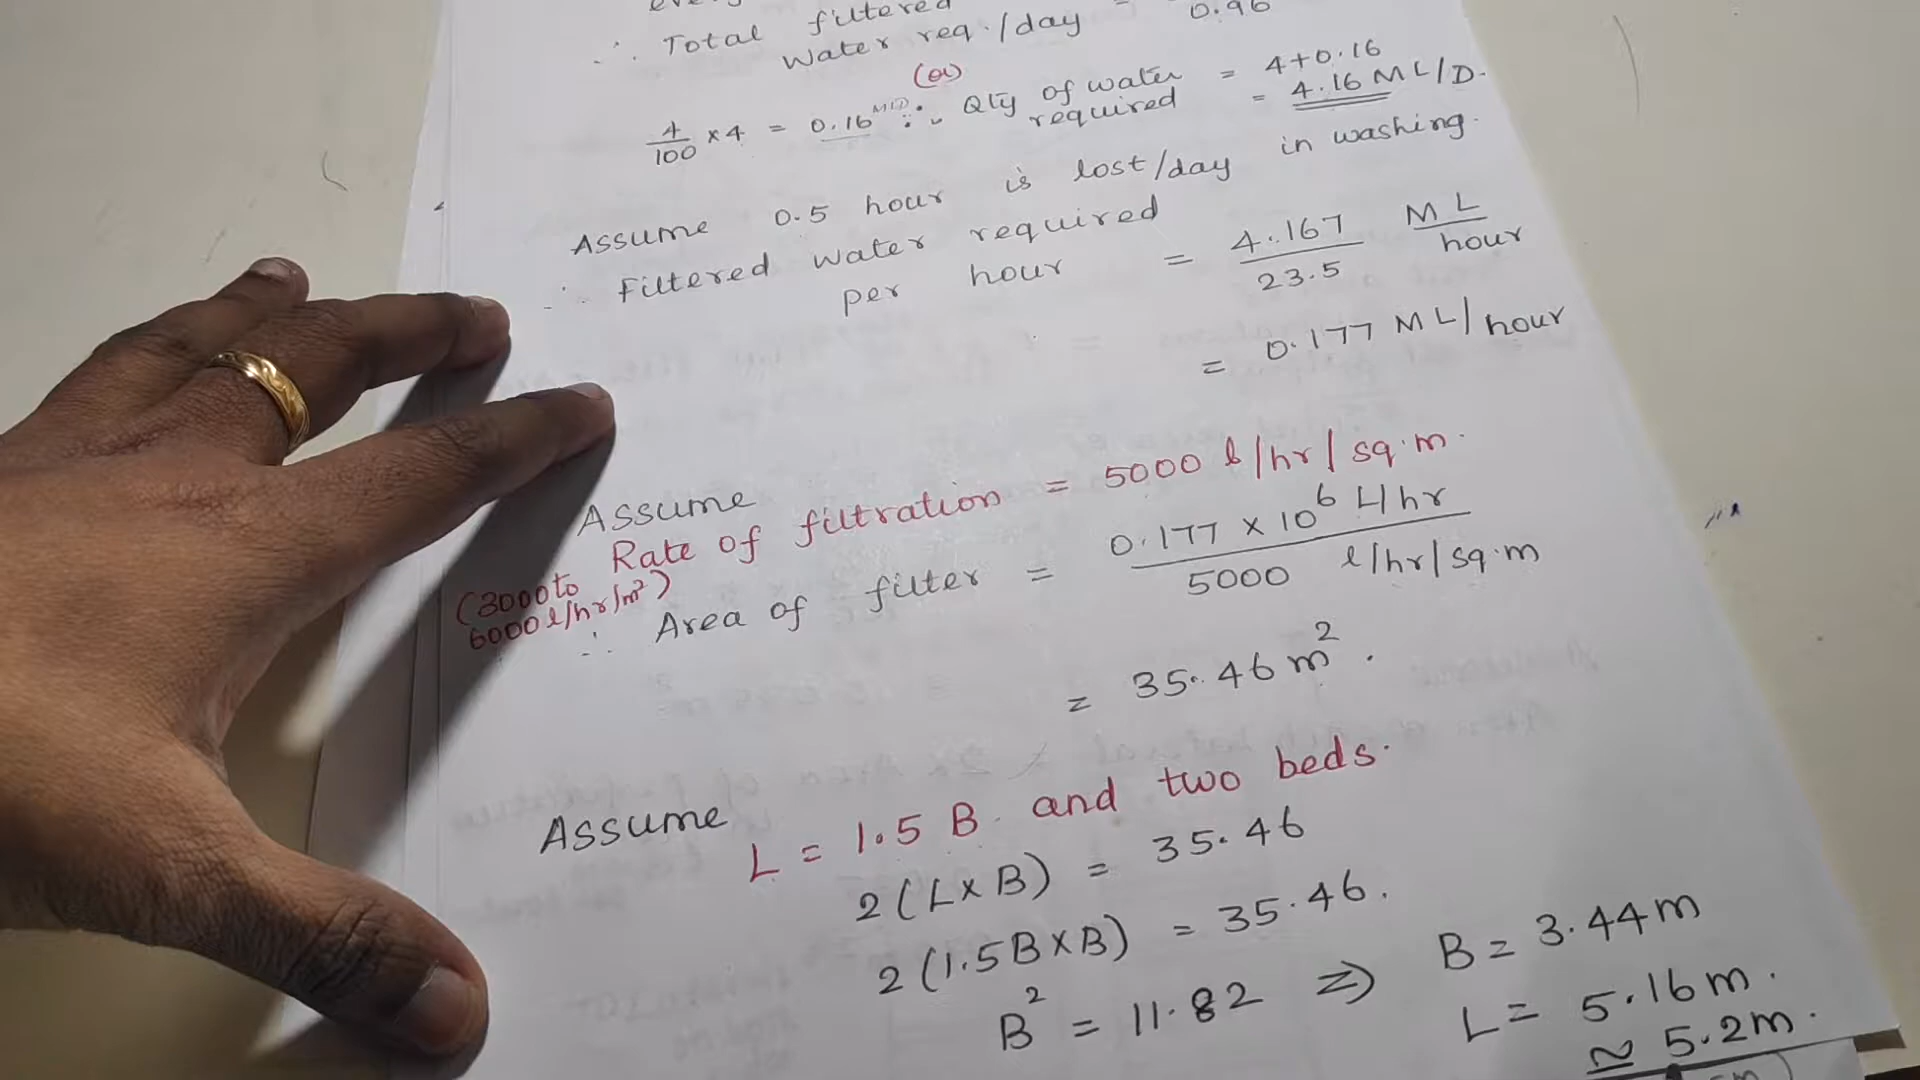 ∴ Total filtered
water req./day = 0.96
(or)
4/100 x 4 = 0.16 MLD. ∴ Qty of water required = 4+0.16
= 4.16 ML/D.
Assume 0.5 hour is lost/day in washing.
∴ Filtered water required per hour = 4.167/23.5 ML/hour
= 0.177 ML/hour
Assume
Rate of filtration = 5000 l/hr/sq.m.
(3000 to 6000 l/hr/m²)
∴ Area of filter = 0.177 x 10⁶ L/hr / 5000 l/hr/sq.m
= 35.46 m².
Assume
L = 1.5 B. and two beds.
2(L x B) = 35.46
2(1.5B x B) = 35.46.
B² = 11.82 ⇒ B = 3.44m
L = 5.16m.
≈ 5.2m.